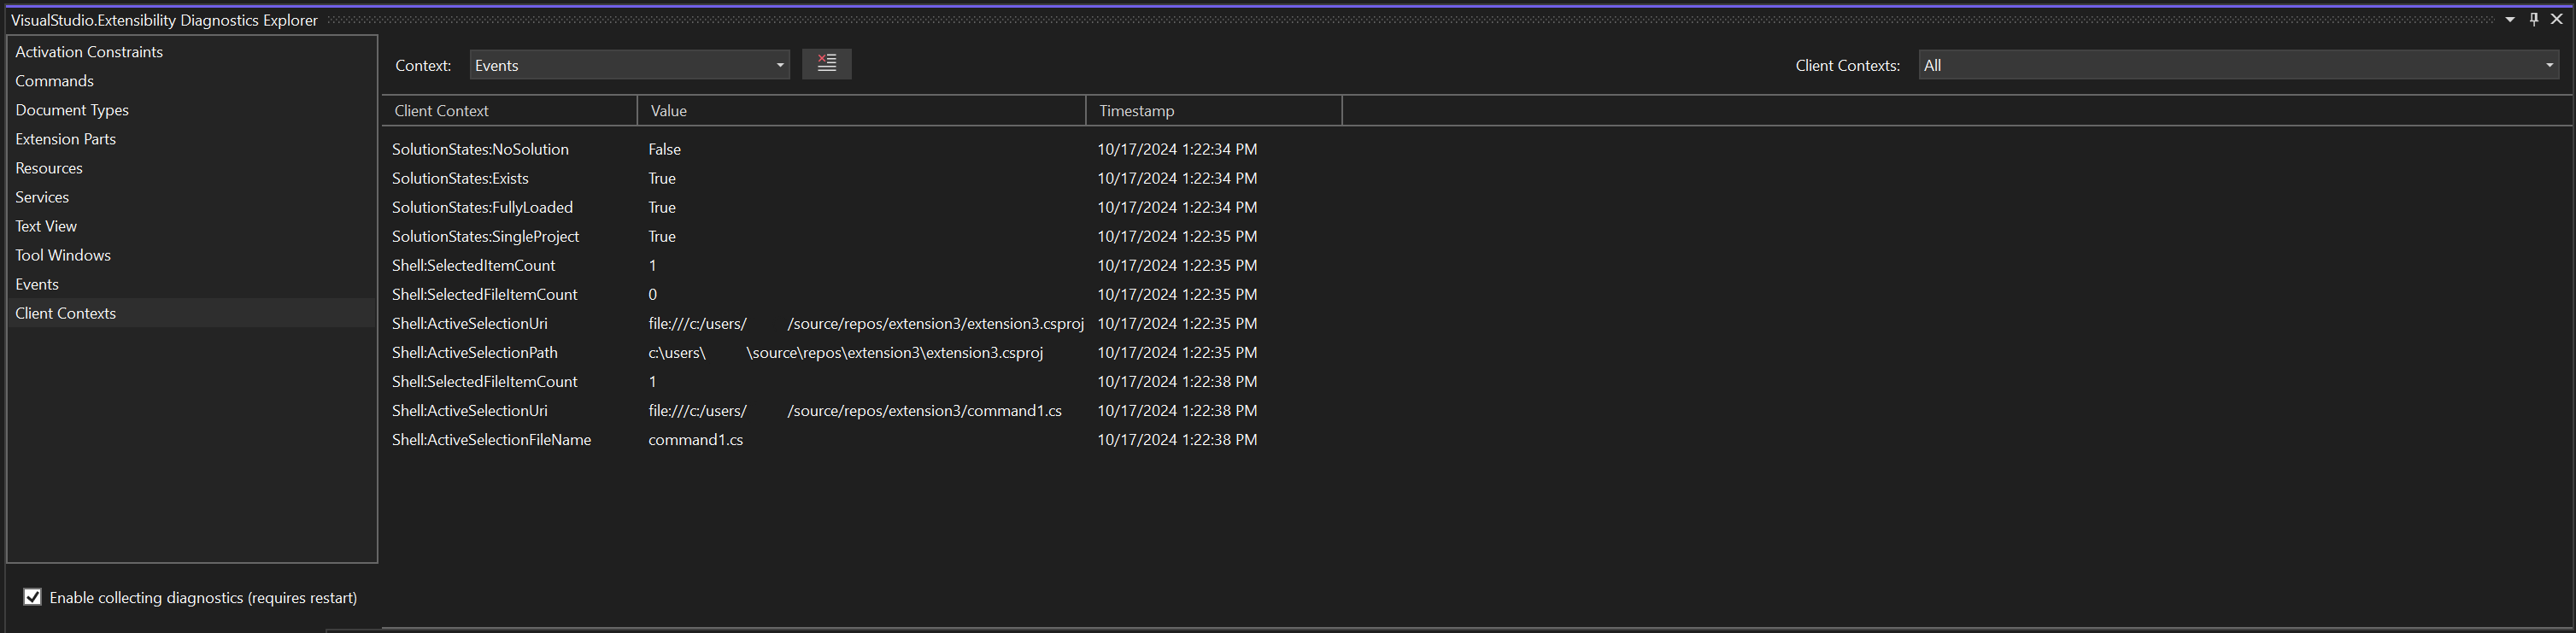 VisualStudio.Extensibility Diagnostics Explorer
Activation Constraints
Commands
Document Types
Extension Parts
Resources
Services
Text View
Tool Windows
Events
Client Contexts
Enable collecting diagnostics (requires restart)
Context: Events Client Contexts: All
Client Context Value Timestamp
SolutionStates:NoSolution False 10/17/2024 1:22:34 PM
SolutionStates:Exists True 10/17/2024 1:22:34 PM
SolutionStates:FullyLoaded True 10/17/2024 1:22:34 PM
SolutionStates:SingleProject True 10/17/2024 1:22:35 PM
Shell:SelectedItemCount 1 10/17/2024 1:22:35 PM
Shell:SelectedFileItemCount 0 10/17/2024 1:22:35 PM
Shell:ActiveSelectionUri file:///c:/users/ /source/repos/extension3/extension3.csproj 10/17/2024 1:22:35 PM
Shell:ActiveSelectionPath c:\users\ \source\repos\extension3\extension3.csproj 10/17/2024 1:22:35 PM
Shell:SelectedFileItemCount 1 10/17/2024 1:22:38 PM
Shell:ActiveSelectionUri file:///c:/users/ /source/repos/extension3/command1.cs 10/17/2024 1:22:38 PM
Shell:ActiveSelectionFileName command1.cs 10/17/2024 1:22:38 PM